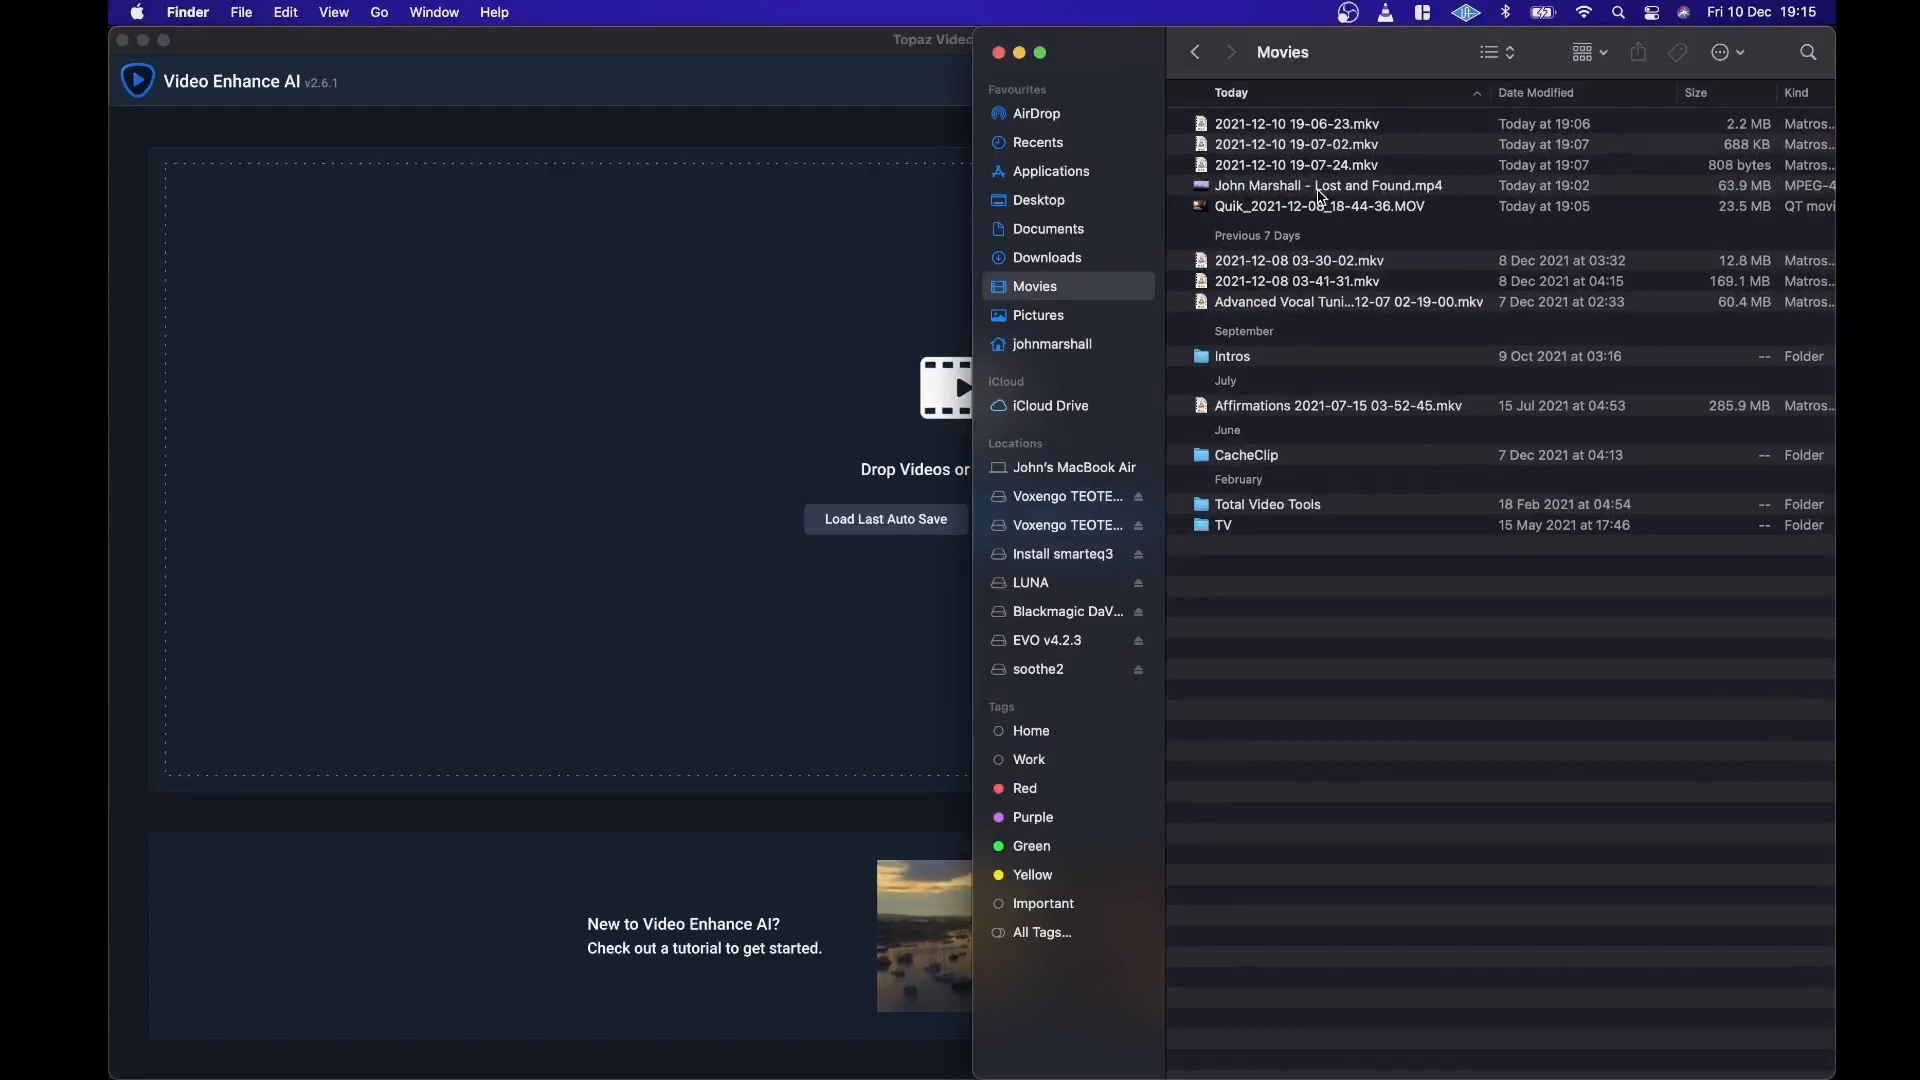 Finder File Edit View Go Window Help Fri 10 Dec 19:15
Topaz Video
Video Enhance AI v2.6.1
Drop Videos or
Load Last Auto Save
New to Video Enhance AI?
Check out a tutorial to get started.
Favourites
AirDrop
Recents
Applications
Desktop
Documents
Downloads
Movies
Pictures
johnmarshall
iCloud
iCloud Drive
Locations
John's MacBook Air
Voxengo TEOTE...
Voxengo TEOTE...
Install smarteq3
LUNA
Blackmagic DaV...
EVO v4.2.3
soothe2
Tags
Home
Work
Red
Purple
Green
Yellow
Important
All Tags...
Movies
Today Date Modified Size Kind
2021-12-10 19-06-23.mkv Today at 19:06 2.2 MB Matros...
2021-12-10 19-07-02.mkv Today at 19:07 688 KB Matros...
2021-12-10 19-07-24.mkv Today at 19:07 808 bytes Matros...
John Marshall - Lost and Found.mp4 Today at 19:02 63.9 MB MPEG-4
Quik_2021-12-08_18-44-36.MOV Today at 19:05 23.5 MB QT movi
Previous 7 Days
2021-12-08 03-30-02.mkv 8 Dec 2021 at 03:32 12.8 MB Matros...
2021-12-08 03-41-31.mkv 8 Dec 2021 at 04:15 169.1 MB Matros...
Advanced Vocal Tuni...12-07 02-19-00.mkv 7 Dec 2021 at 02:33 60.4 MB Matros...
September
Intros 9 Oct 2021 at 03:16 -- Folder
July
Affirmations 2021-07-15 03-52-45.mkv 15 Jul 2021 at 04:53 285.9 MB Matros...
June
CacheClip 7 Dec 2021 at 04:13 -- Folder
February
Total Video Tools 18 Feb 2021 at 04:54 -- Folder
TV 15 May 2021 at 17:46 -- Folder